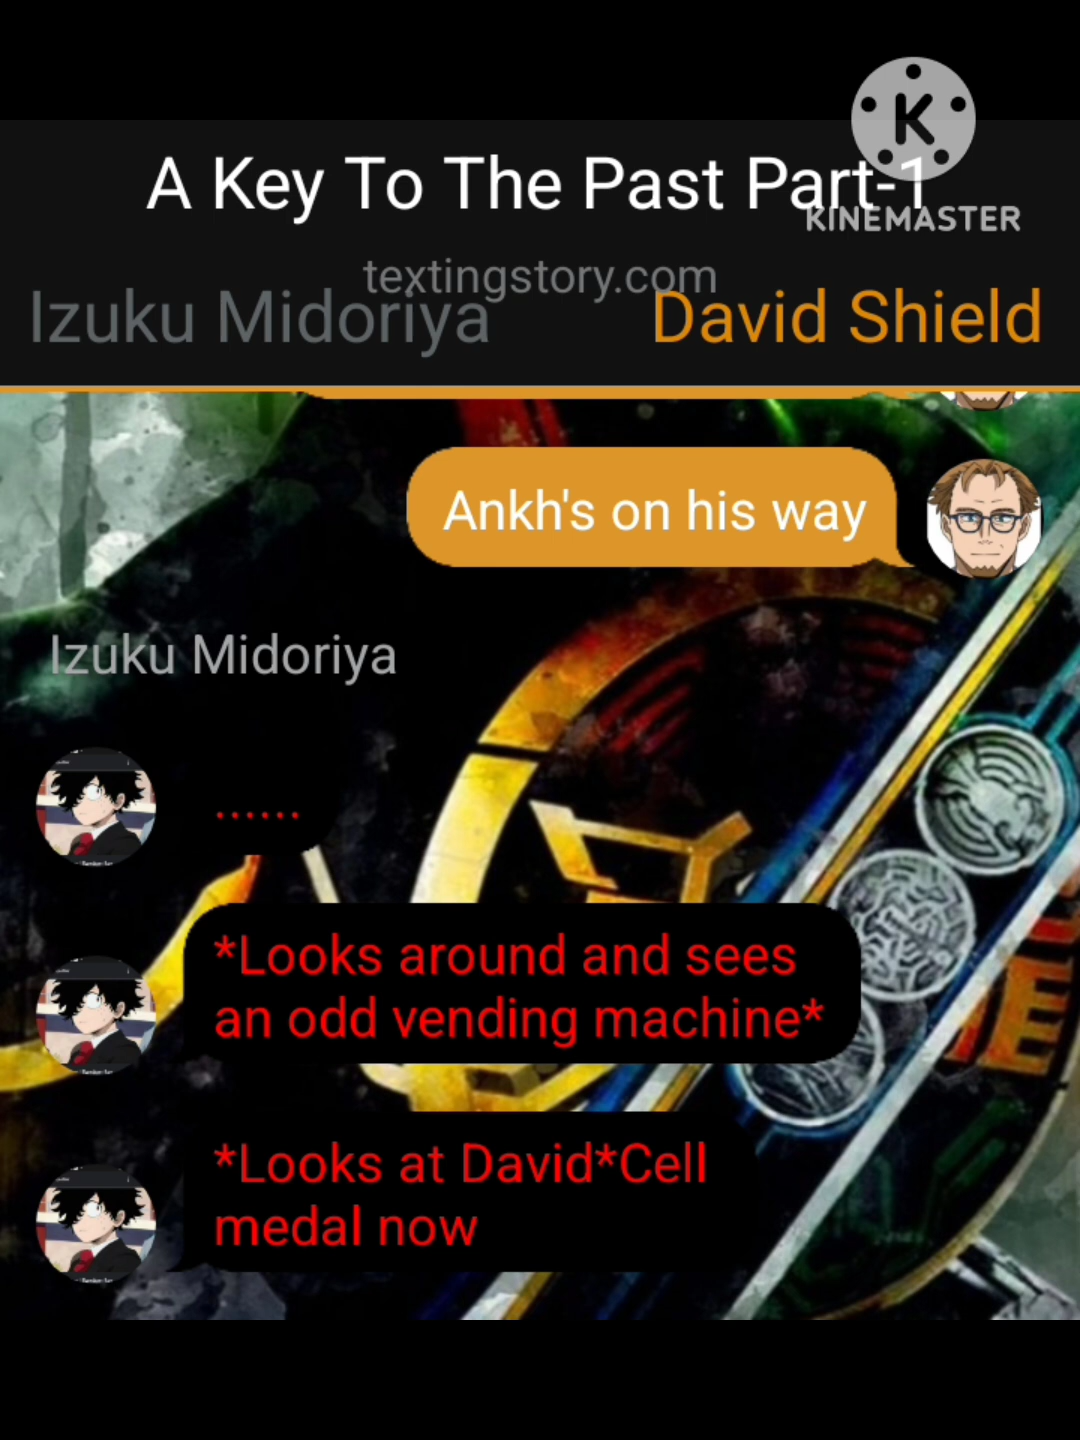 K
A Key To The Past Part-1
KINEMASTER
textingstory.com
Izuku Midoriya
David Shield
Ankh's on his way
Izuku Midoriya
......
*Looks around and sees
an odd vending machine*
*Looks at David*Cell
medal now